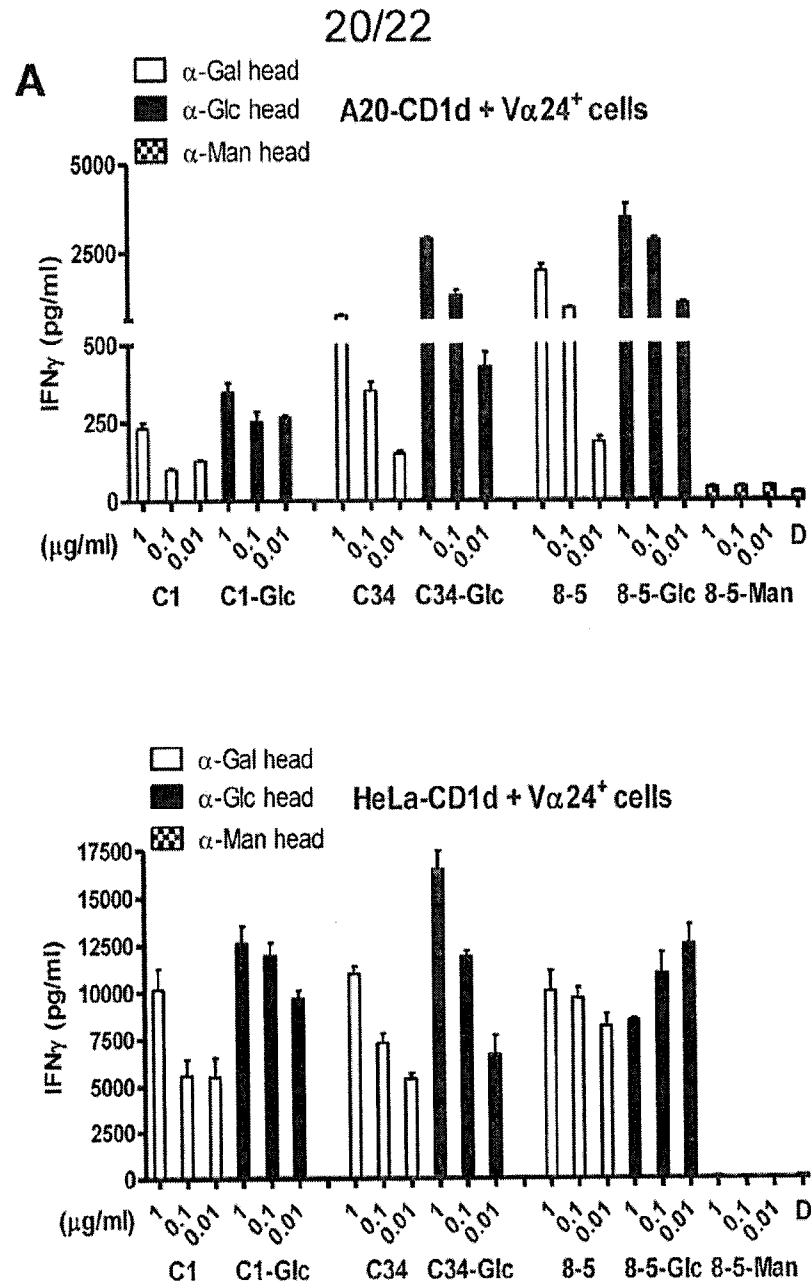 20/22
A
α-Gal head
α-Glc head
α-Man head
A20-CD1d + Vα24⁺ cells
5000
2500
500
250
0
IFNγ (pg/ml)
(μg/ml) 1 0.1 0.01 1 0.1 0.01 1 0.1 0.01 1 0.1 0.01 1 0.1 0.01 1 0.1 0.01 1 0.1 0.01 D
C1 C1-Glc C34 C34-Glc 8-5 8-5-Glc 8-5-Man
α-Gal head
α-Glc head
α-Man head
HeLa-CD1d + Vα24⁺ cells
17500
15000
12500
10000
7500
5000
2500
0
IFNγ (pg/ml)
(μg/ml) 1 0.1 0.01 1 0.1 0.01 1 0.1 0.01 1 0.1 0.01 1 0.1 0.01 1 0.1 0.01 1 0.1 0.01 D
C1 C1-Glc C34 C34-Glc 8-5 8-5-Glc 8-5-Man